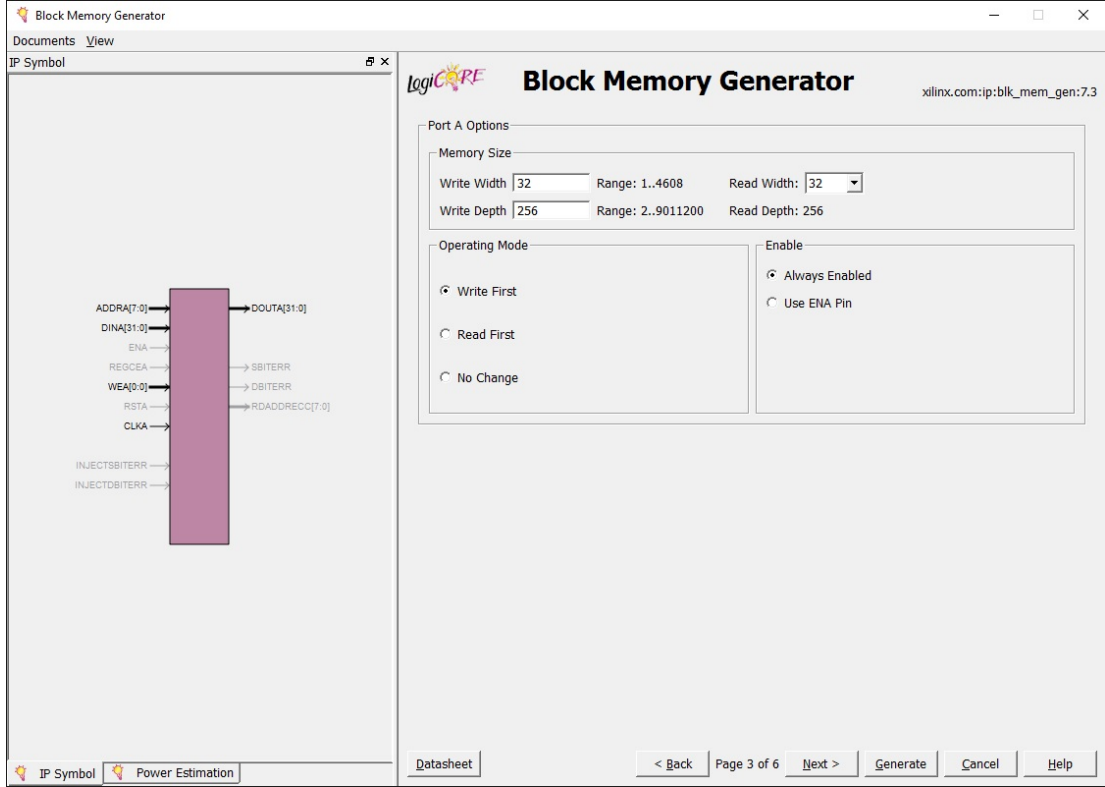 Block Memory Generator
Documents View
IP Symbol
ADDRA[7:0]
DOUTA[31:0]
DINA[31:0]
ENA
REGCEA
SBITERR
WEA[0:0]
DBITERR
RSTA
RDADDRECC[7:0]
CLKA
INJECTSBITERR
INJECTDBITERR
IP Symbol Power Estimation
LogiCORE
Block Memory Generator
xilinx.com:ip:blk_mem_gen:7.3
Port A Options
Memory Size
Write Width 32 Range: 1..4608 Read Width: 32
Write Depth 256 Range: 2..9011200 Read Depth: 256
Operating Mode
Write First
Read First
No Change
Enable
Always Enabled
Use ENA Pin
Datasheet < Back Page 3 of 6 Next > Generate Cancel Help